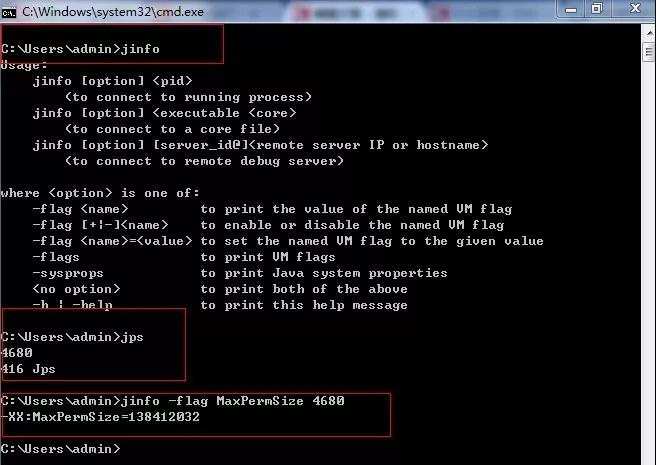 C:\Windows\system32\cmd.exe
C:\Users\admin>jinfo
Usage:
    jinfo [option] <pid>
        (to connect to running process)
    jinfo [option] <executable <core>
        (to connect to a core file)
    jinfo [option] [server_id@]<remote server IP or hostname>
        (to connect to remote debug server)
where <option> is one of:
    -flag <name>         to print the value of the named VM flag
    -flag [+|-]<name>    to enable or disable the named VM flag
    -flag <name>=<value> to set the named VM flag to the given value
    -flags               to print VM flags
    -sysprops            to print Java system properties
    <no option>          to print both of the above
    -h | -help           to print this help message
C:\Users\admin>jps
4680
416 Jps
C:\Users\admin>jinfo -flag MaxPermSize 4680
-XX:MaxPermSize=138412032
C:\Users\admin>